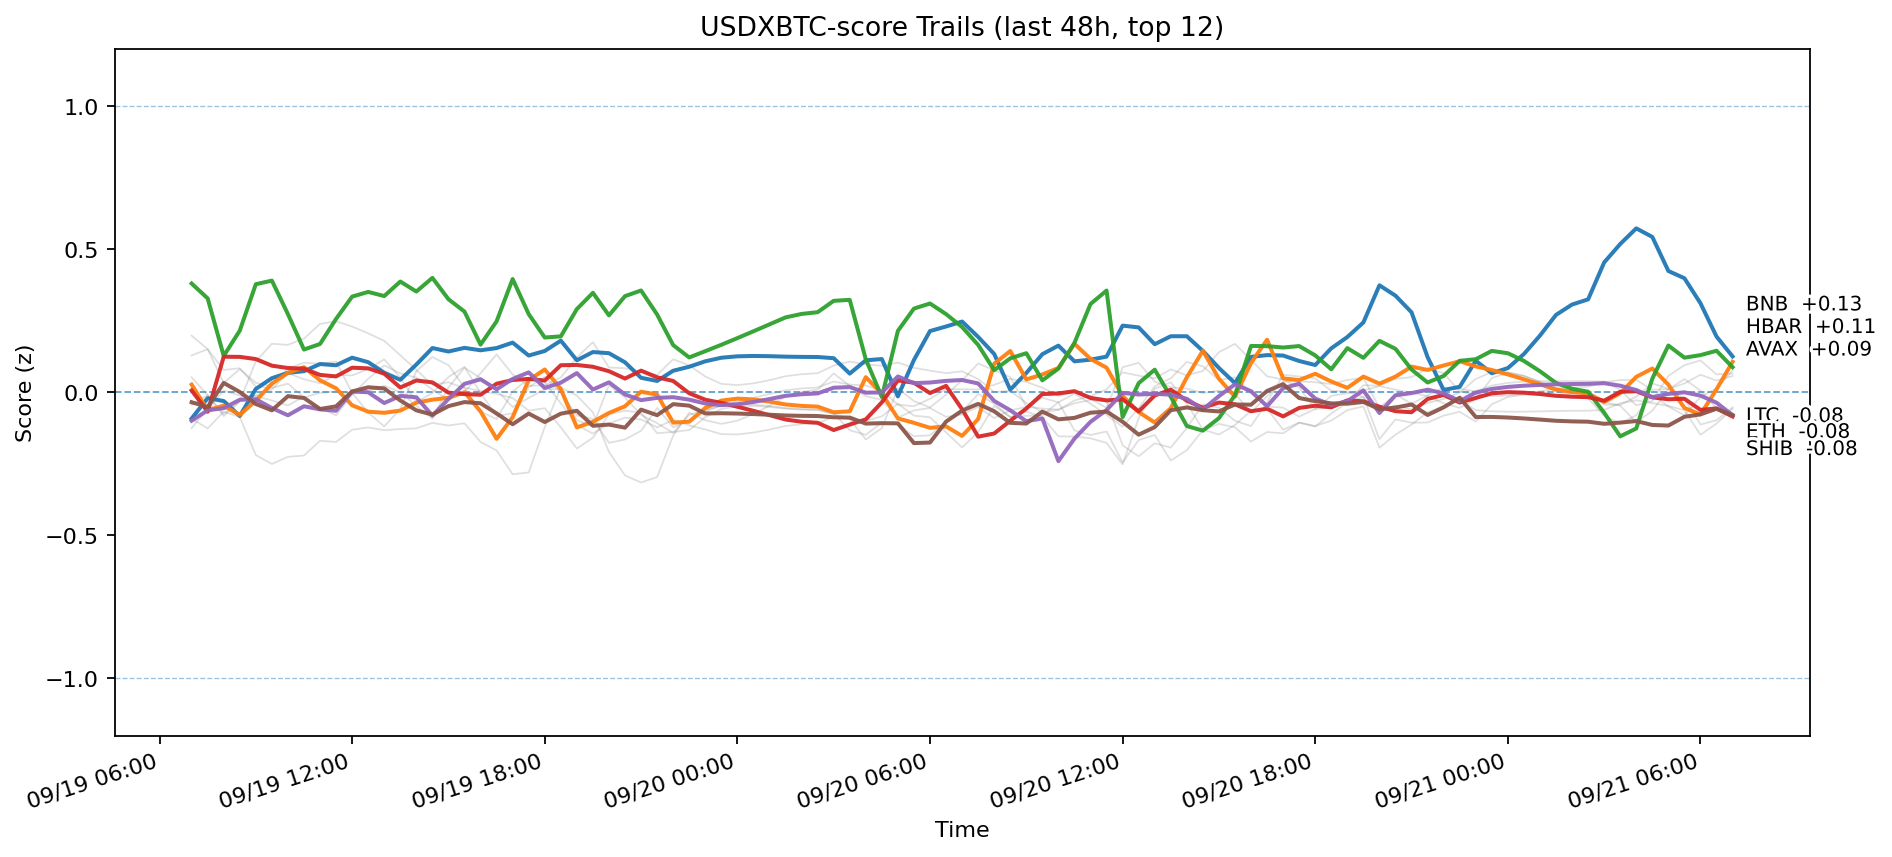 USDXBTC-score Trails (last 48h, top 12)
Score (z)
1.0
0.5
0.0
−0.5
−1.0
BNB +0.13
HBAR +0.11
AVAX +0.09
LTC -0.08
ETH -0.08
SHIB -0.08
09/19 06:00
09/19 12:00
09/19 18:00
09/20 00:00
09/20 06:00
09/20 12:00
09/20 18:00
09/21 00:00
09/21 06:00
Time